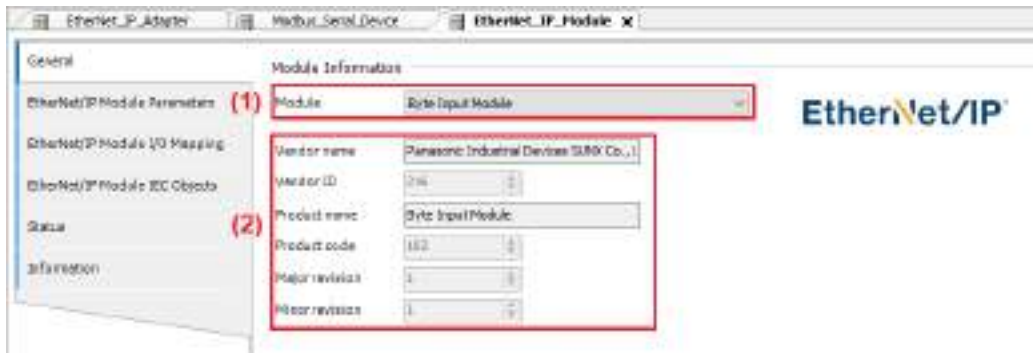 EtherNet_IP_Adapter Modbus_Serial_Device EtherNet_IP_Module x
General
EtherNet/IP Module Parameters
EtherNet/IP Module I/O Mapping
EtherNet/IP Module IEC Objects
Status
Information
Module Information
(1) Module Byte Input Module
EtherNet/IP
(2)
Vendor name Panasonic Industrial Devices SUNX Co.,
Vendor ID
Product name Byte Input Module
Product code
Major revision 1
Minor revision 1